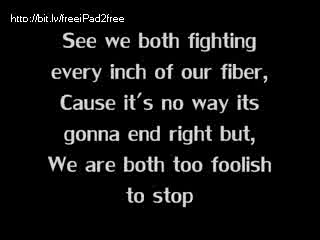 http://bit.lv/freeiPad2free
See we both fighting
every inch of our fiber,
Cause it's no way its
gonna end right but,
We are both too foolish
to stop